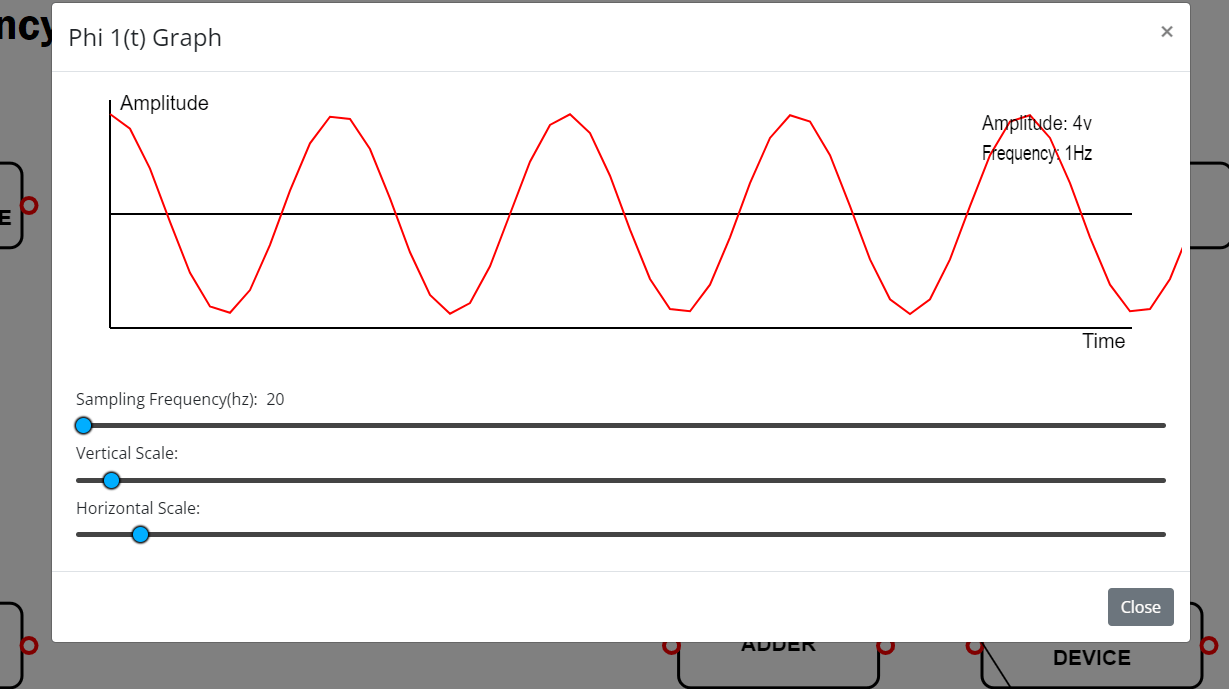 ncy
Phi 1(t) Graph
×
Amplitude
Amplitude: 4v
Frequency: 1Hz
E
Time
Sampling Frequency(hz): 20
Vertical Scale:
Horizontal Scale:
Close
ADDER
DEVICE